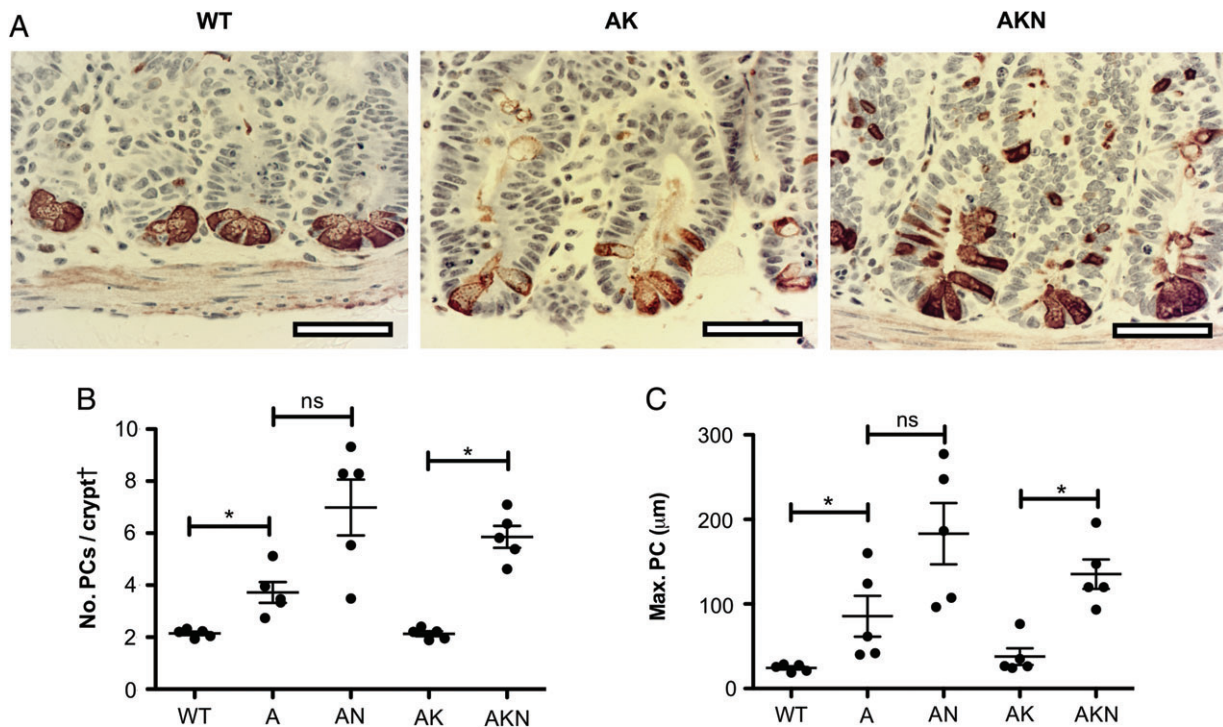 A
WT AK AKN
B
No. PCs / crypt†
10
8
6
4
2
0
* ns *
WT A AN AK AKN
C
Max. PC (μm)
300
200
100
0
* ns *
WT A AN AK AKN